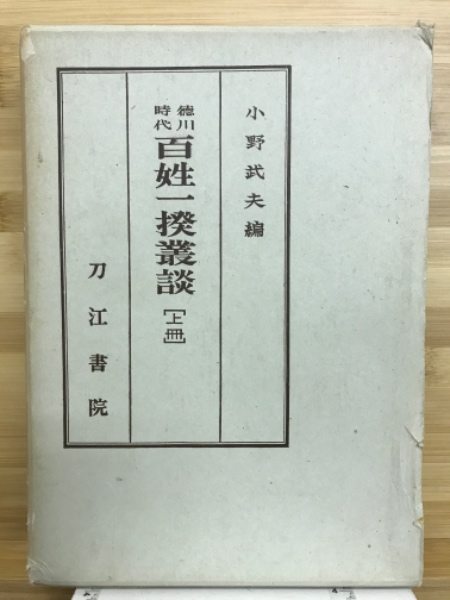 小野武夫編
徳川
時代
百姓一揆叢談[上冊]
刀江書院